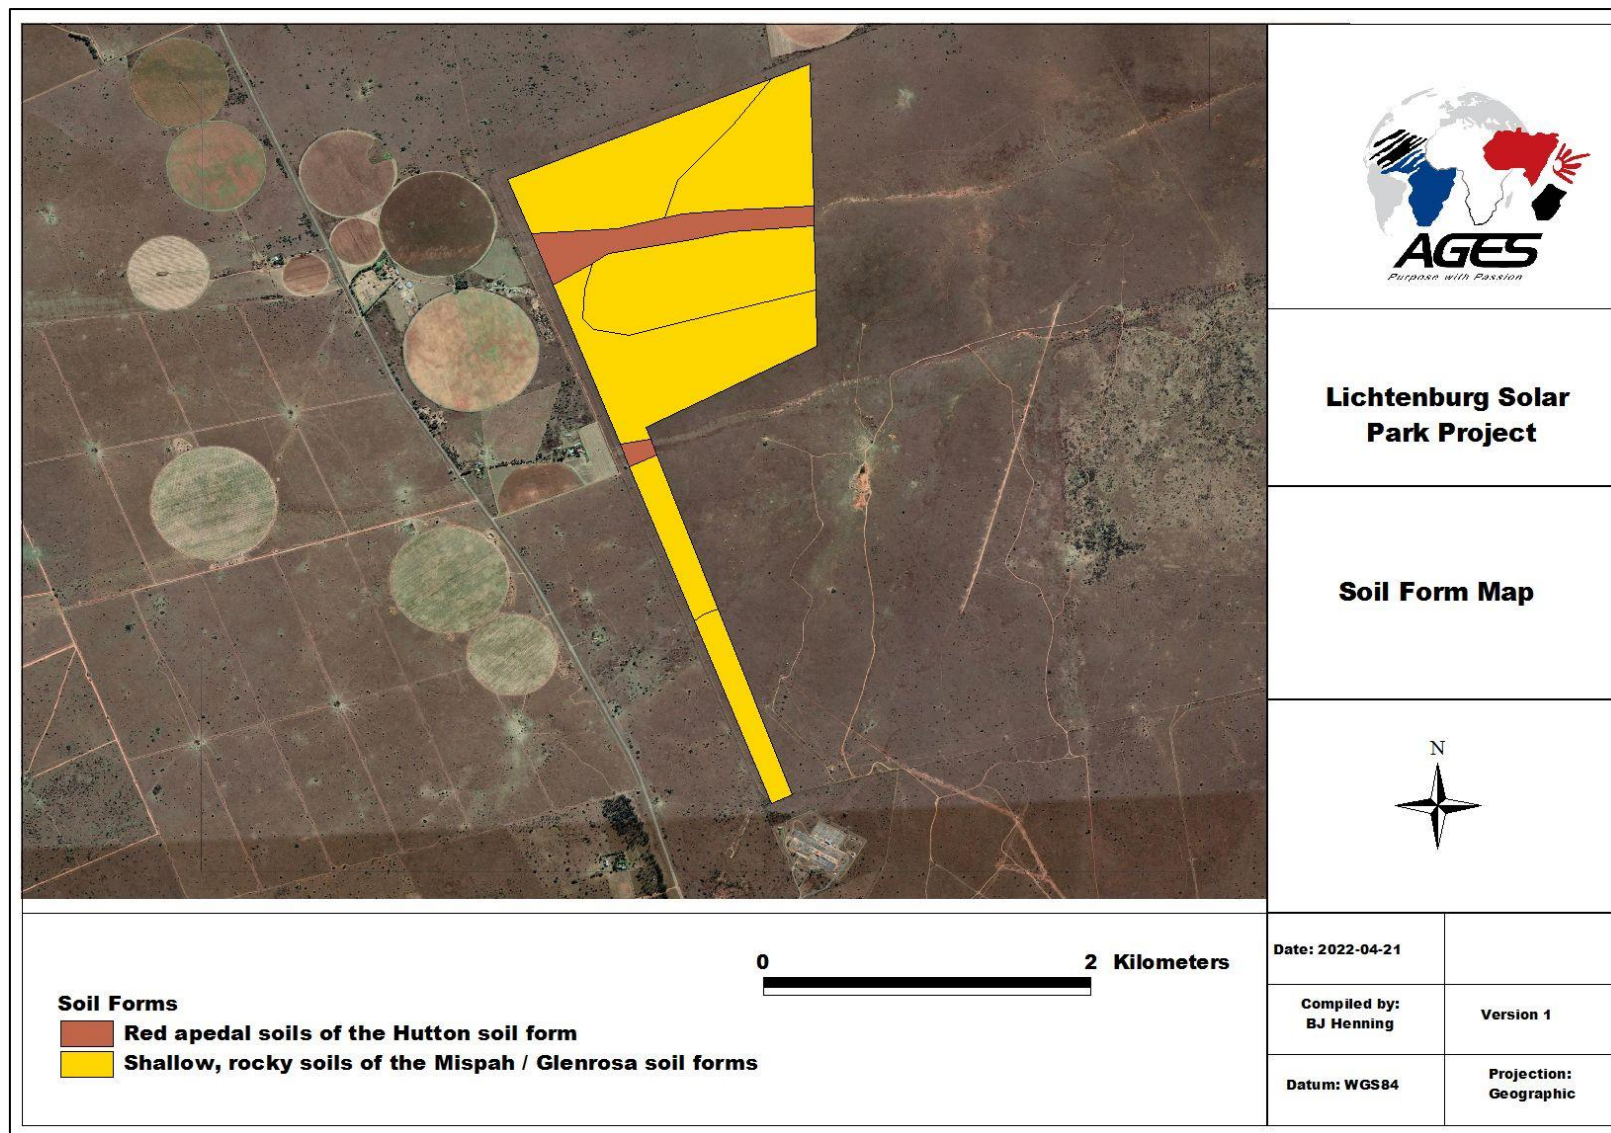 AGES
Purpose with Passion
Lichtenburg Solar
Park Project
Soil Form Map
N
0 2 Kilometers
Soil Forms
Red apedal soils of the Hutton soil form
Shallow, rocky soils of the Mispah / Glenrosa soil forms
Date: 2022-04-21
Compiled by:
BJ Henning
Version 1
Datum: WGS84
Projection:
Geographic